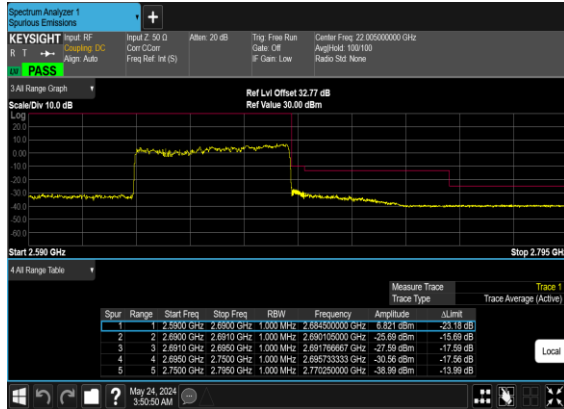 Spectrum Analyzer 1
Spurious Emissions
+
KEYSIGHT Input: RF Input Z: 50 Ω Atten: 20 dB Trig: Free Run Center Freq: 22.005000000 GHz
R T Coupling: DC Corr CCorr Gate: Off Avg|Hold: 100/100
Align: Auto Freq Ref: Int (S) IF Gain: Low Radio Std: None
PASS
3 All Range Graph
Ref Lvl Offset 32.77 dB
Scale/Div 10.0 dB Ref Value 30.00 dBm
Log
20.0
10.0
0.00
-10.0
-20.0
-30.0
-40.0
-50.0
-60.0
Start 2.590 GHz Stop 2.795 GHz
4 All Range Table
Measure Trace Trace 1
Trace Type Trace Average (Active)
Spur Range Start Freq Stop Freq RBW Frequency Amplitude ΔLimit
1 1 2.5900 GHz 2.6900 GHz 1.000 MHz 2.684500000 GHz 6.821 dBm -23.18 dB
2 2 2.6900 GHz 2.6910 GHz 1.000 MHz 2.690105000 GHz -25.69 dBm -15.69 dB
3 3 2.6910 GHz 2.6950 GHz 1.000 MHz 2.691766667 GHz -27.59 dBm -17.59 dB
4 4 2.6950 GHz 2.7500 GHz 1.000 MHz 2.695733333 GHz -30.56 dBm -17.56 dB
5 5 2.7500 GHz 2.7950 GHz 1.000 MHz 2.770250000 GHz -38.99 dBm -13.99 dB
Local
?
May 24, 2024
3:50:50 AM